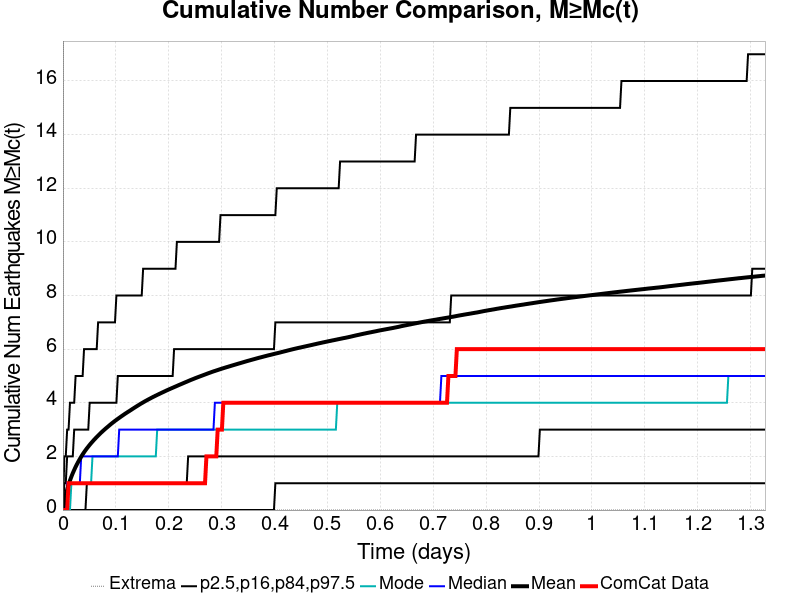 Cumulative Number Comparison, M≥Mc(t)
Cumulative Num Earthquakes M≥Mc(t)
16
14
12
10
8
6
4
2
0
0 0.1 0.2 0.3 0.4 0.5 0.6 0.7 0.8 0.9 1 1.1 1.2 1.3
Time (days)
Extrema p2.5,p16,p84,p97.5 Mode Median Mean ComCat Data